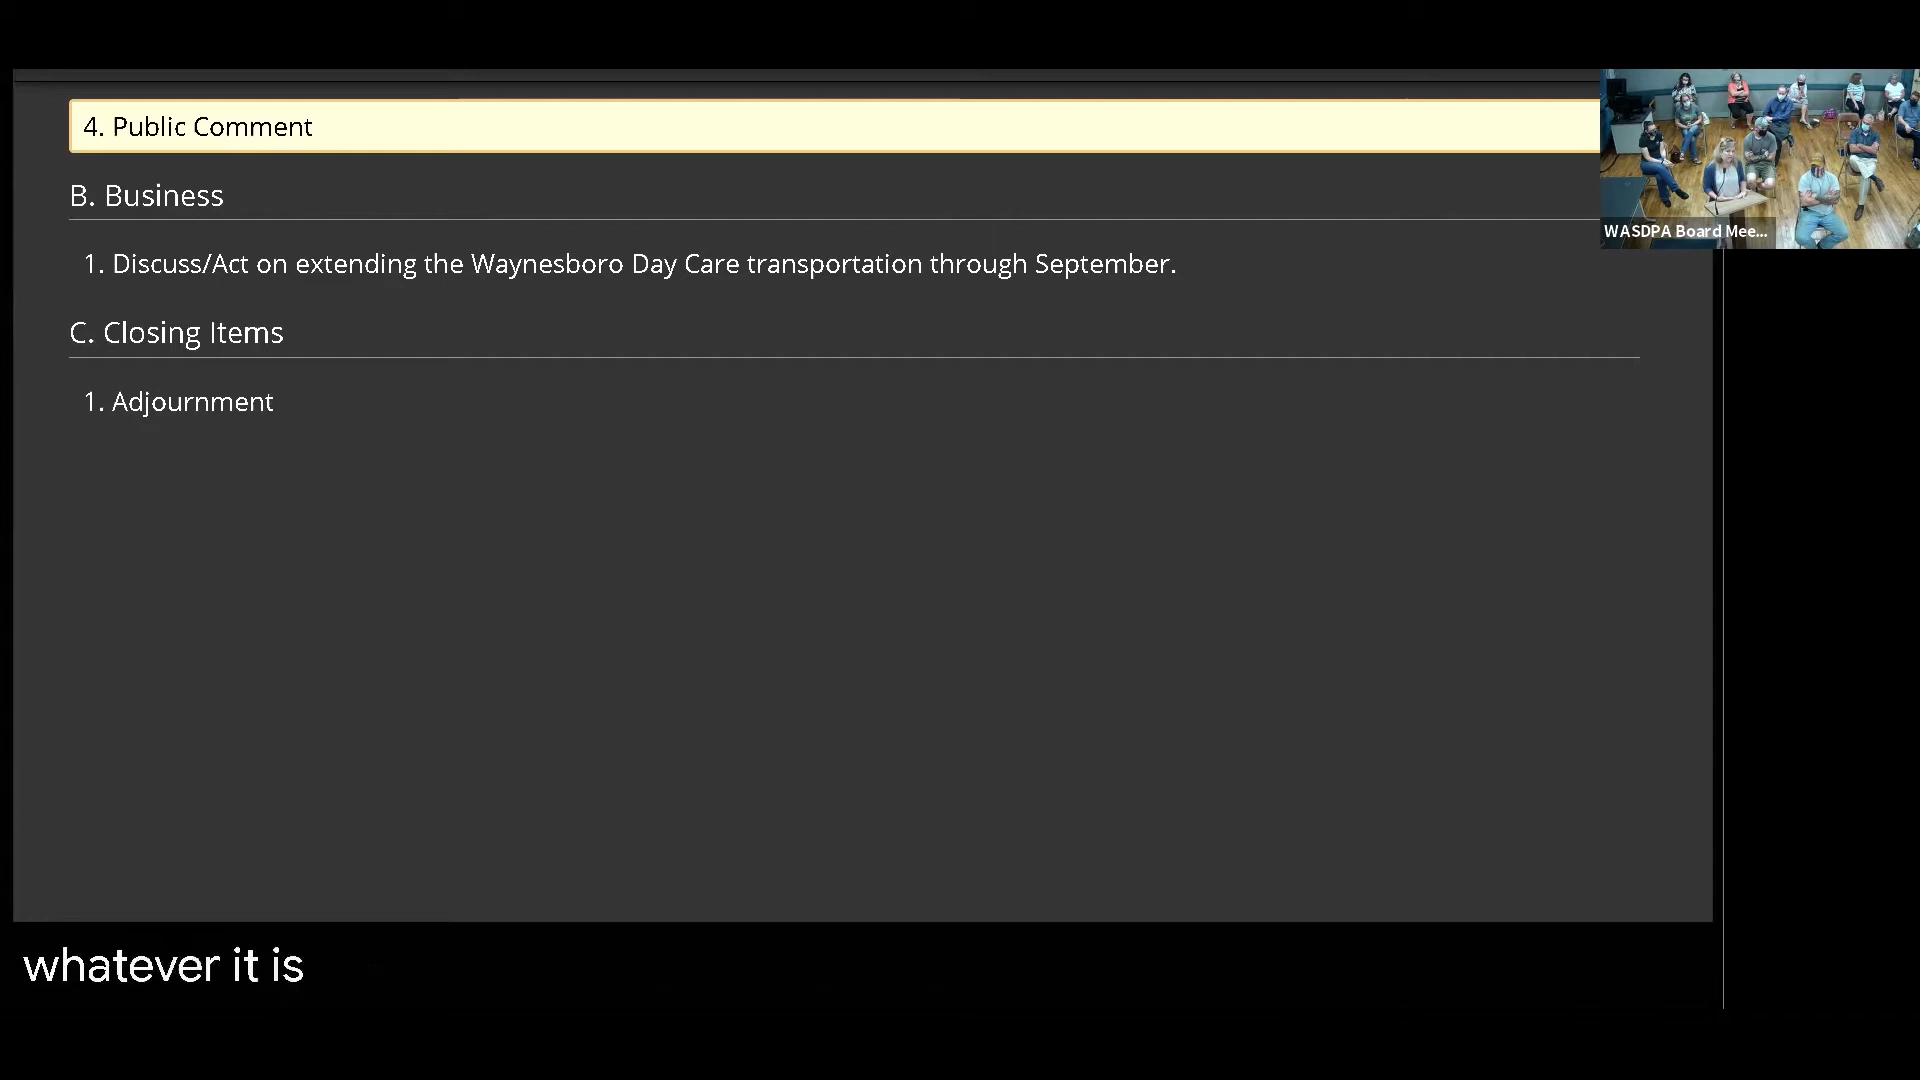 4. Public Comment
B. Business
WASDPA Board Mee...
1. Discuss/Act on extending the Waynesboro Day Care transportation through September.
C. Closing Items
1. Adjournment
whatever it is